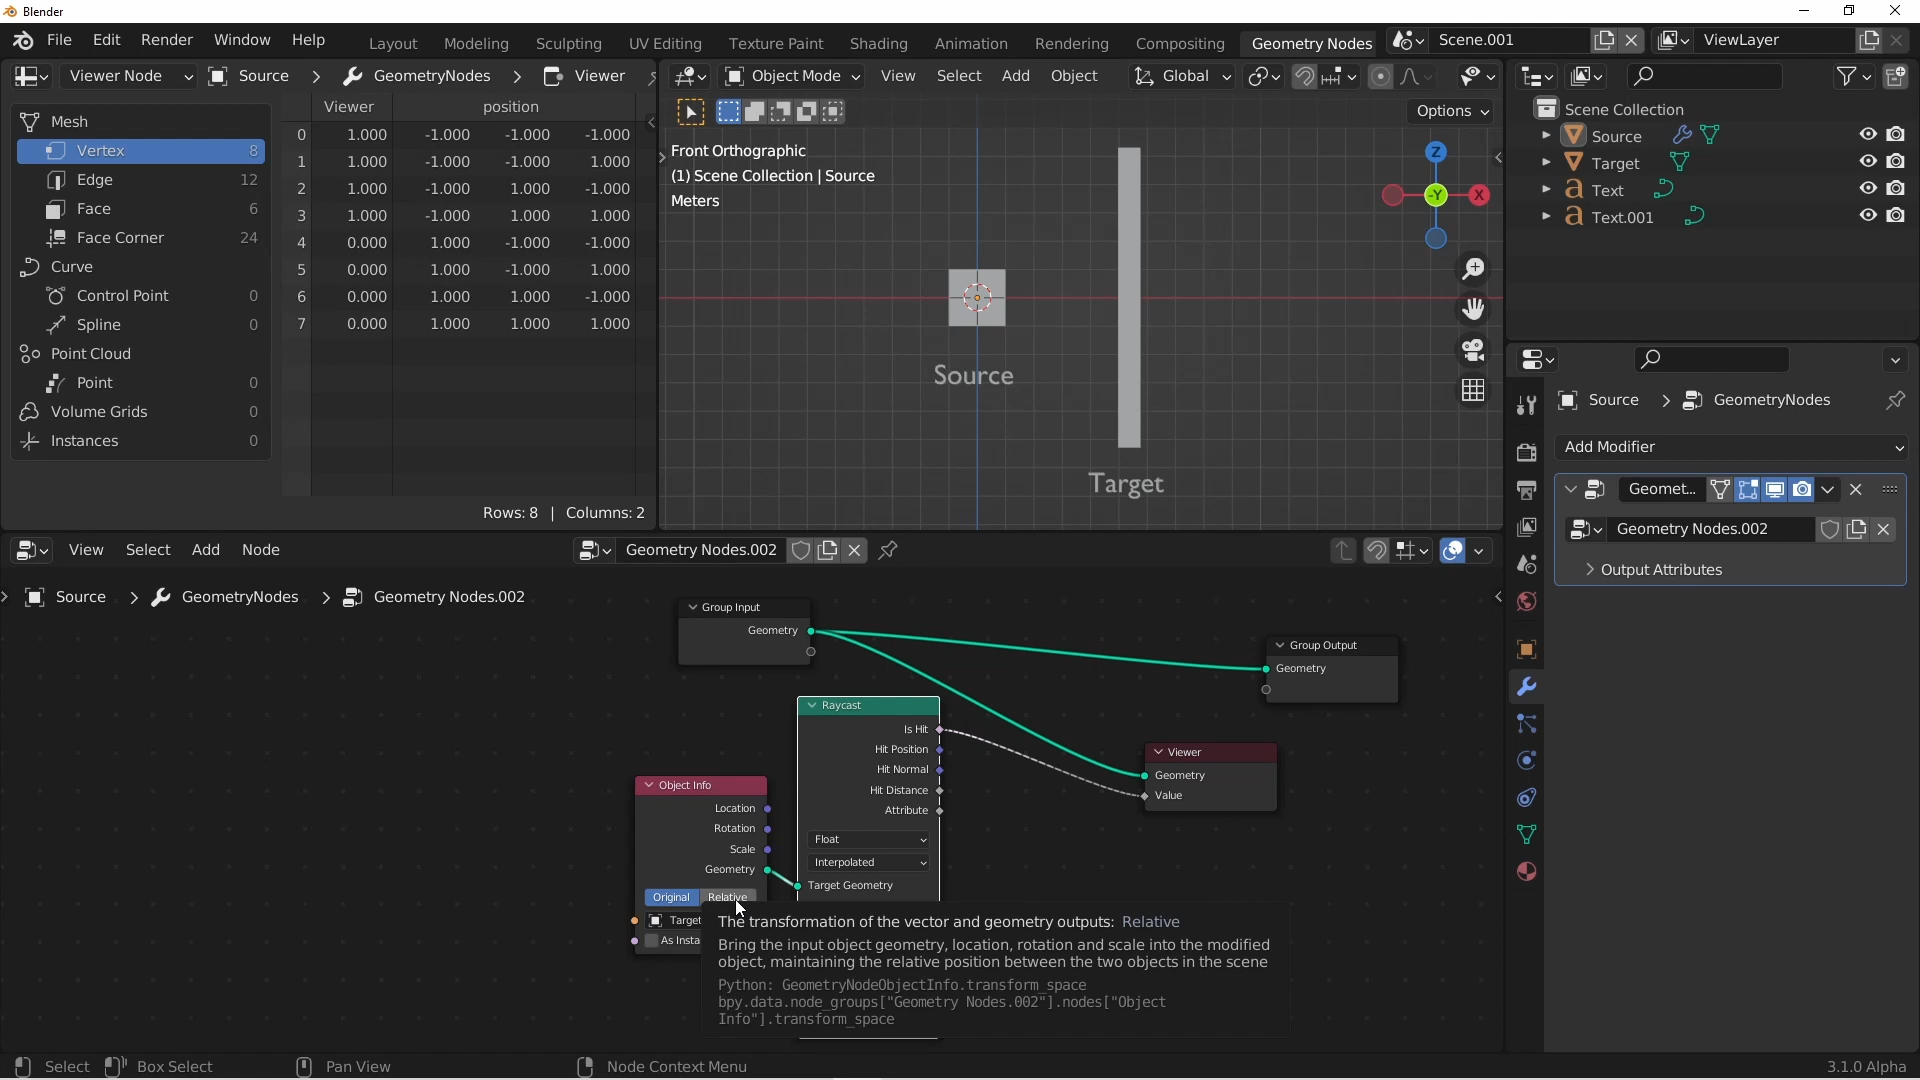 Blender
File Edit Render Window Help
Layout Modeling Sculpting UV Editing Texture Paint Shading Animation Rendering Compositing Geometry Nodes
Scene.001
ViewLayer
Viewer Node Source > GeometryNodes > Viewer
Object Mode View Select Add Object Global
Options
Mesh
Vertex 8
Edge 12
Face 6
Face Corner 24
Curve
Control Point 0
Spline 0
Point Cloud
Point 0
Volume Grids 0
Instances 0
Viewer position
0 1.000 -1.000 -1.000 -1.000
1 1.000 -1.000 -1.000 1.000
2 1.000 -1.000 1.000 -1.000
3 1.000 -1.000 1.000 1.000
4 0.000 1.000 -1.000 -1.000
5 0.000 1.000 -1.000 1.000
6 0.000 1.000 1.000 -1.000
7 0.000 1.000 1.000 1.000
Rows: 8 | Columns: 2
Front Orthographic
(1) Scene Collection | Source
Meters
Z
-Y
X
Source
Target
Scene Collection
Source
Target
Text
Text.001
Source > GeometryNodes
Add Modifier
Geomet...
Geometry Nodes.002
Output Attributes
View Select Add Node
Geometry Nodes.002
Source > GeometryNodes > Geometry Nodes.002
Group Input
Geometry
Group Output
Geometry
Raycast
Is Hit
Hit Position
Hit Normal
Hit Distance
Attribute
Float
Interpolated
Target Geometry
Viewer
Geometry
Value
Object Info
Location
Rotation
Scale
Geometry
Original Relative
Target
As Insta
The transformation of the vector and geometry outputs: Relative
Bring the input object geometry, location, rotation and scale into the modified
object, maintaining the relative position between the two objects in the scene
Python: GeometryNodeObjectInfo.transform_space
bpy.data.node_groups["Geometry Nodes.002"].nodes["Object
Info"].transform_space
Select Box Select Pan View Node Context Menu
3.1.0 Alpha